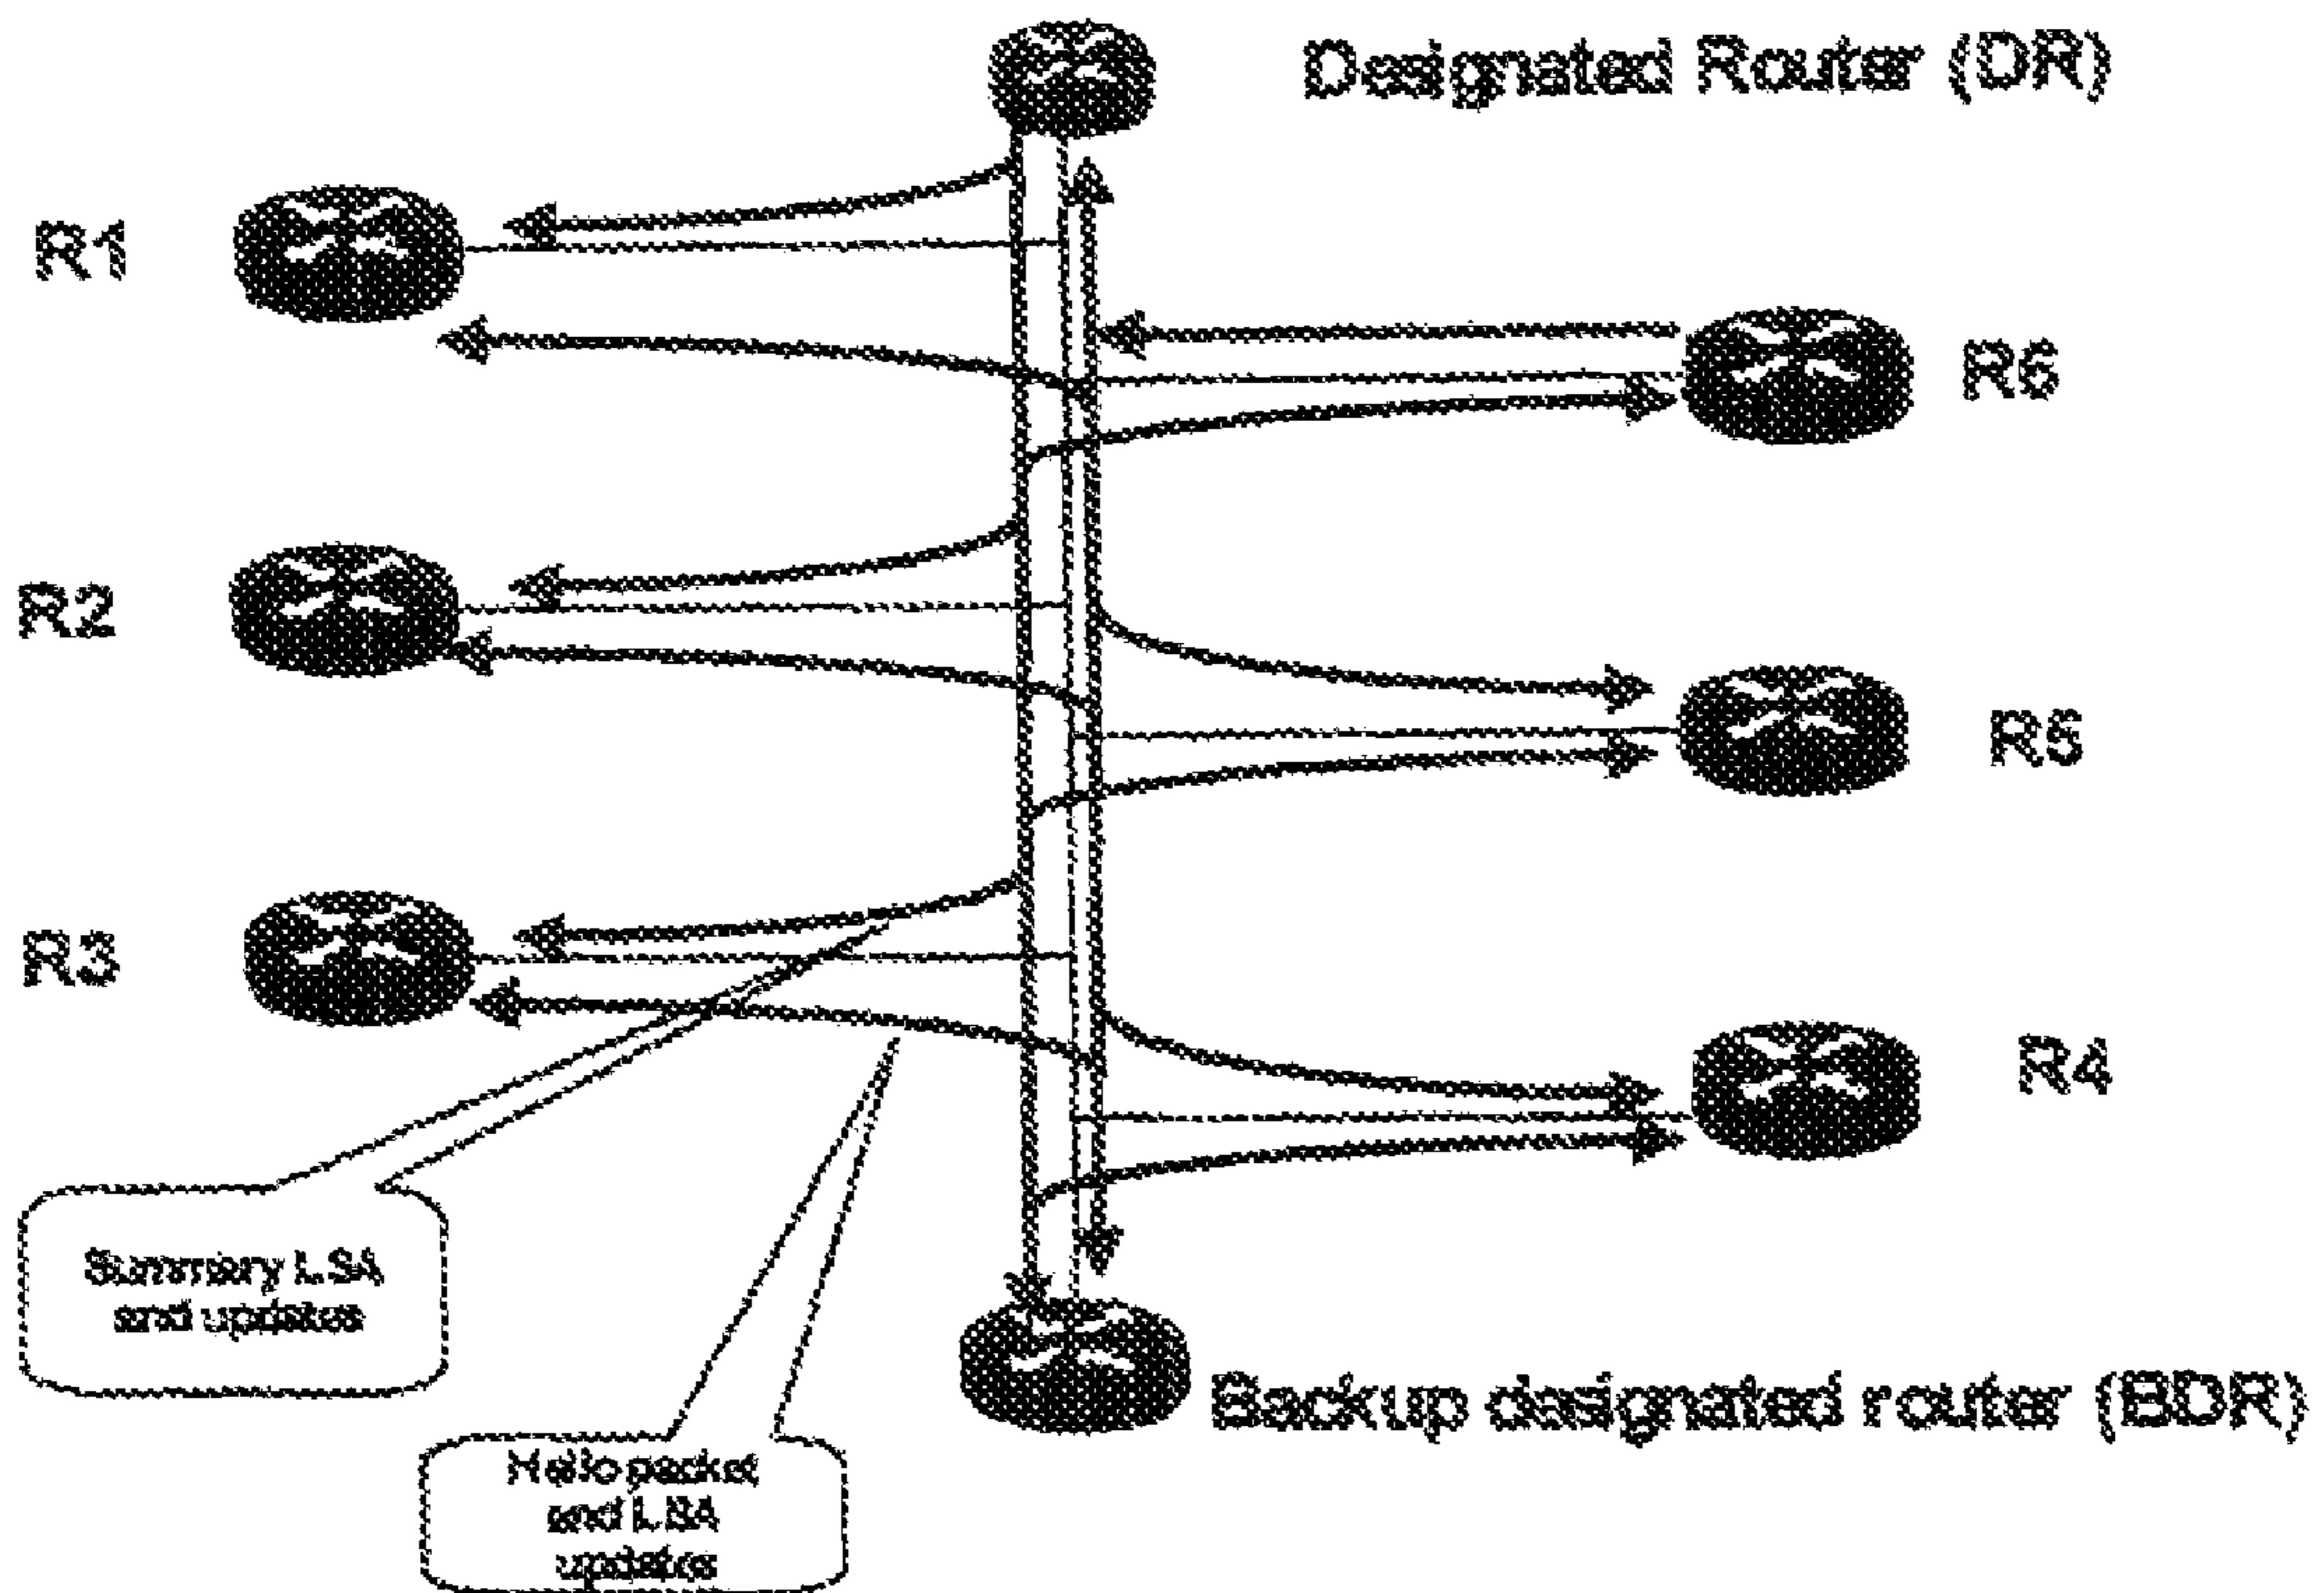 Designated Router (DR)
R1
R6
R2
R5
R3
R4
Summary LSA
and updates
Backup designated router (BDR)
Hello packet
and LSA
updates